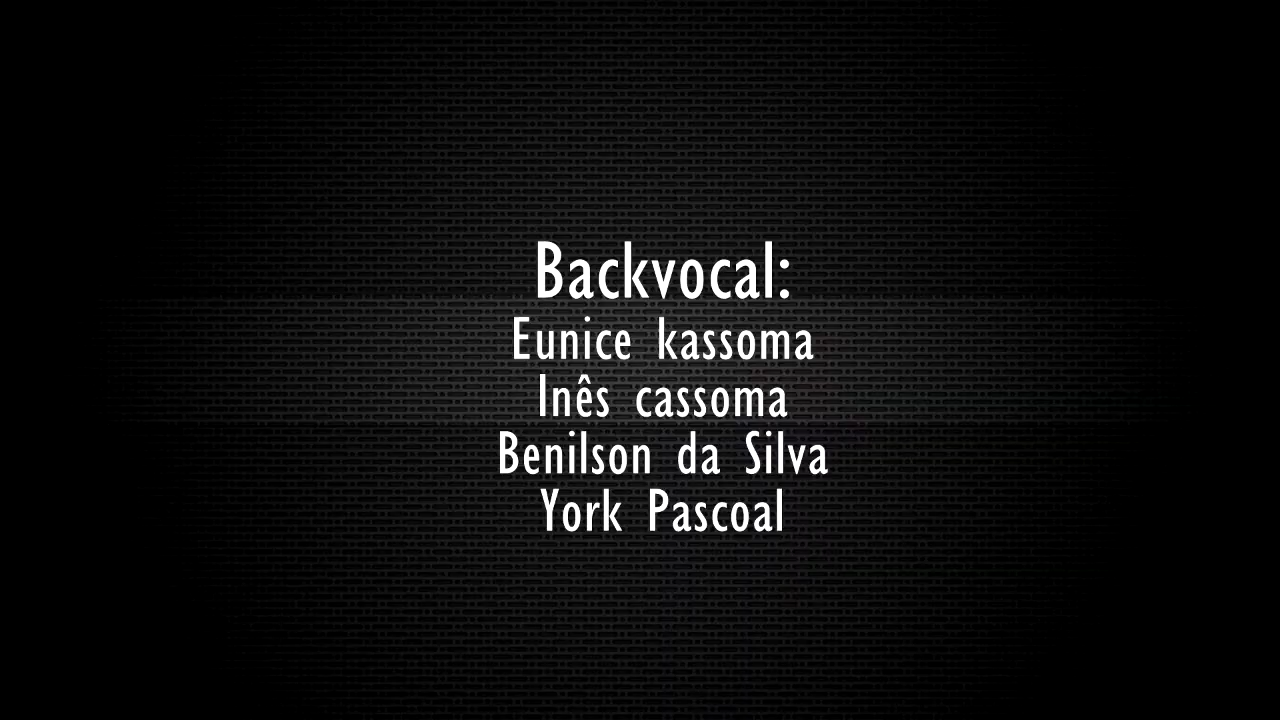 Backvocal:
Eunice kassoma
Inês cassoma
Benilson da Silva
York Pascoal